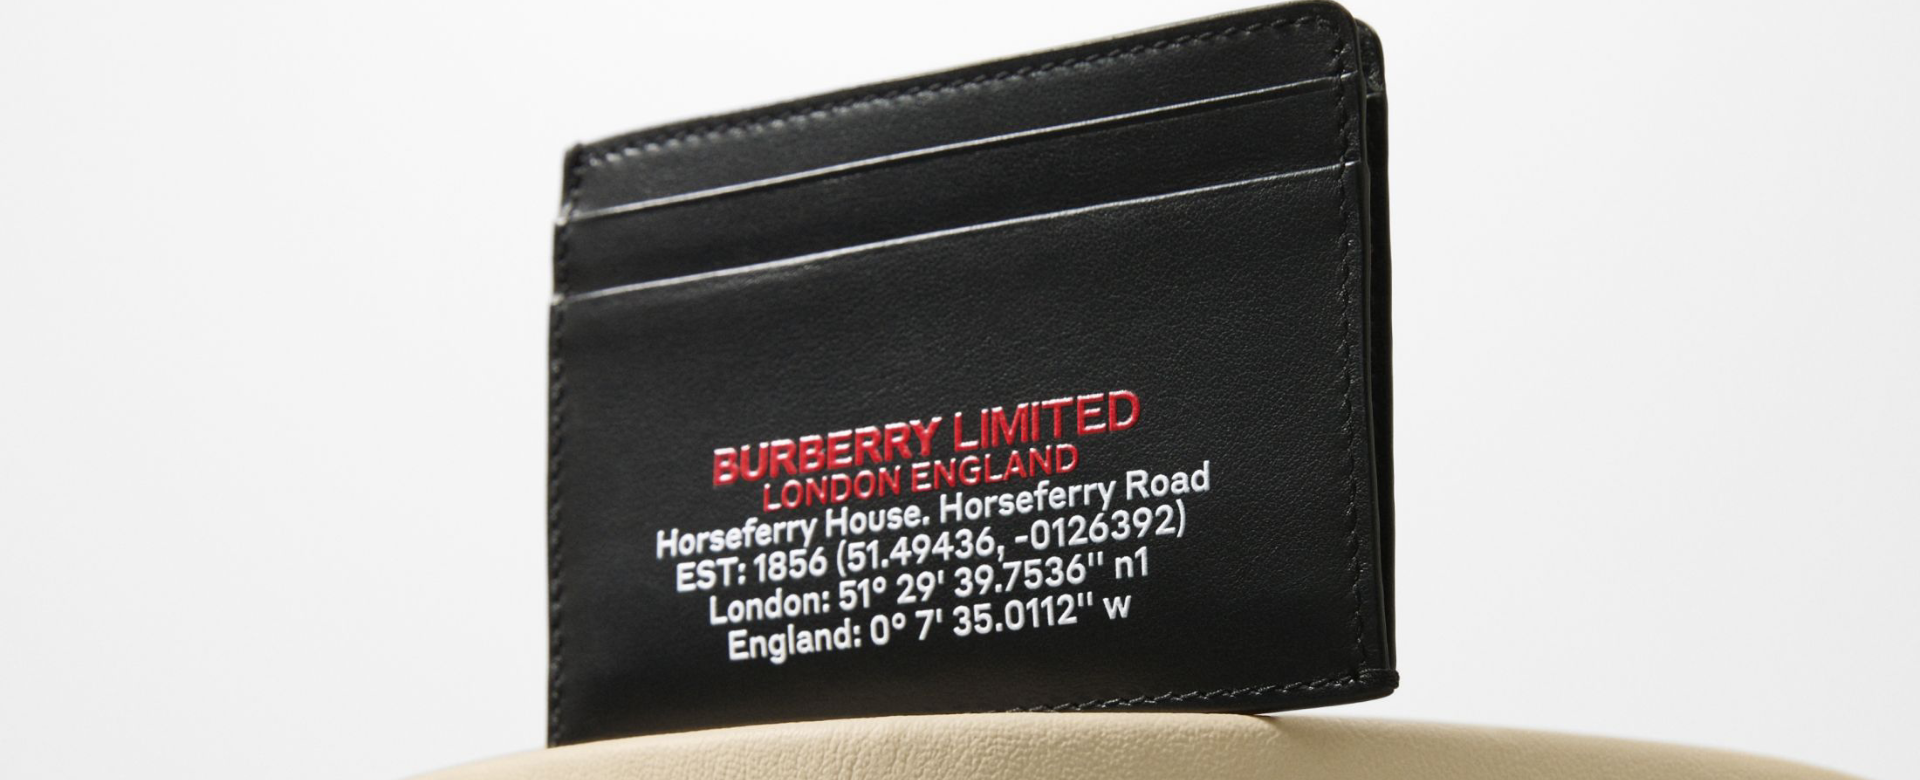 BURBERRY LIMITED
LONDON ENGLAND
Horseferry House. Horseferry Road
EST: 1856 (51.49436, -0126392)
London: 51° 29' 39.7536'' n1
England: 0° 7' 35.0112'' w